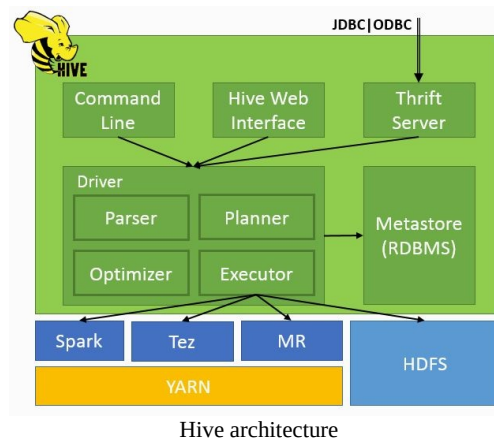 JDBC|ODBC
HIVE
Command
Line
Hive Web
Interface
Thrift
Server
Driver
Parser
Planner
Optimizer
Executor
Metastore
(RDBMS)
Spark
Tez
MR
HDFS
YARN
Hive architecture